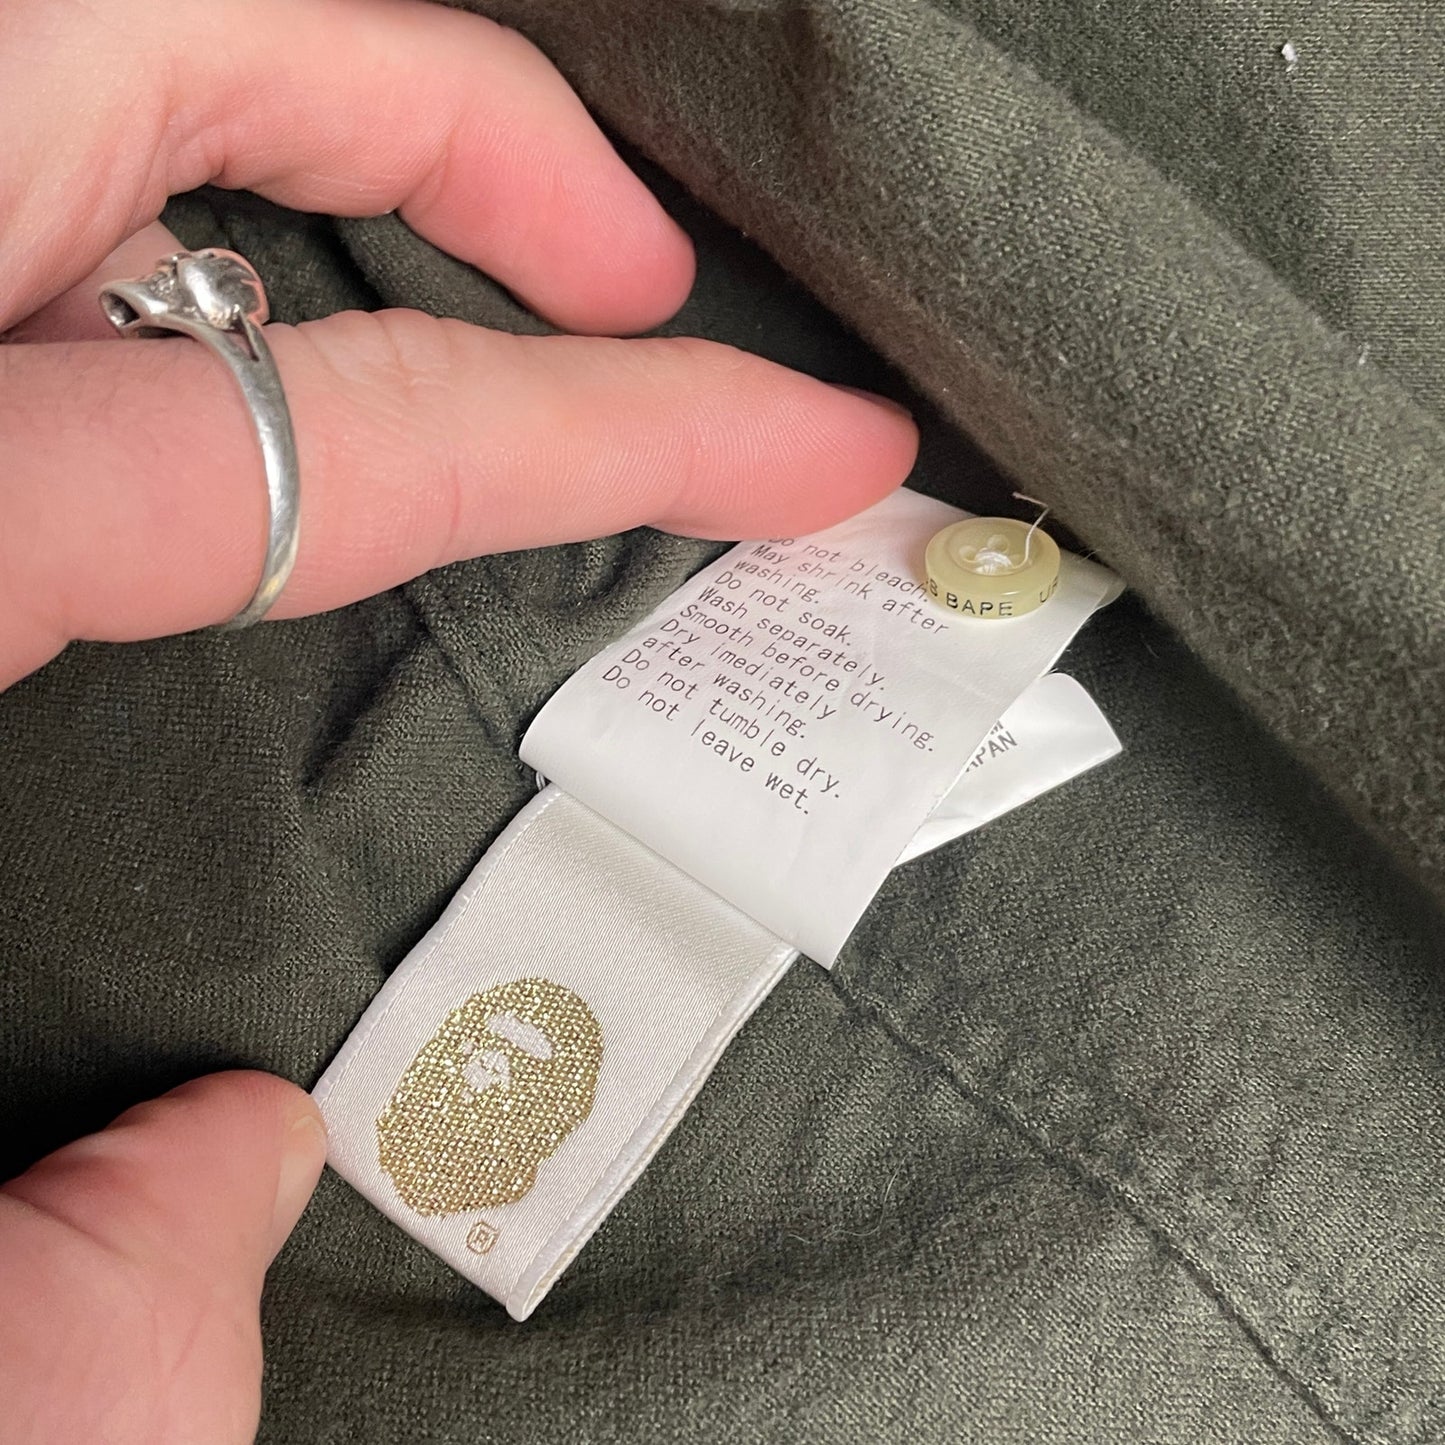 Do not bleach.
May shrink after
washing.
Do not soak.
Wash separately.
Smooth before drying.
Dry Imediately
after washing.
Do not tumble dry.
Do not leave wet.
BAPE
®